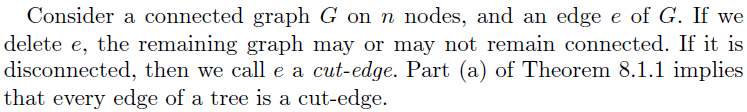 Consider a connected graph G on n nodes, and an edge e of G. If we
delete e, the remaining graph may or may not remain connected. If it is
disconnected, then we call e a cut-edge. Part (a) of Theorem 8.1.1 implies
that every edge of a tree is a cut-edge.